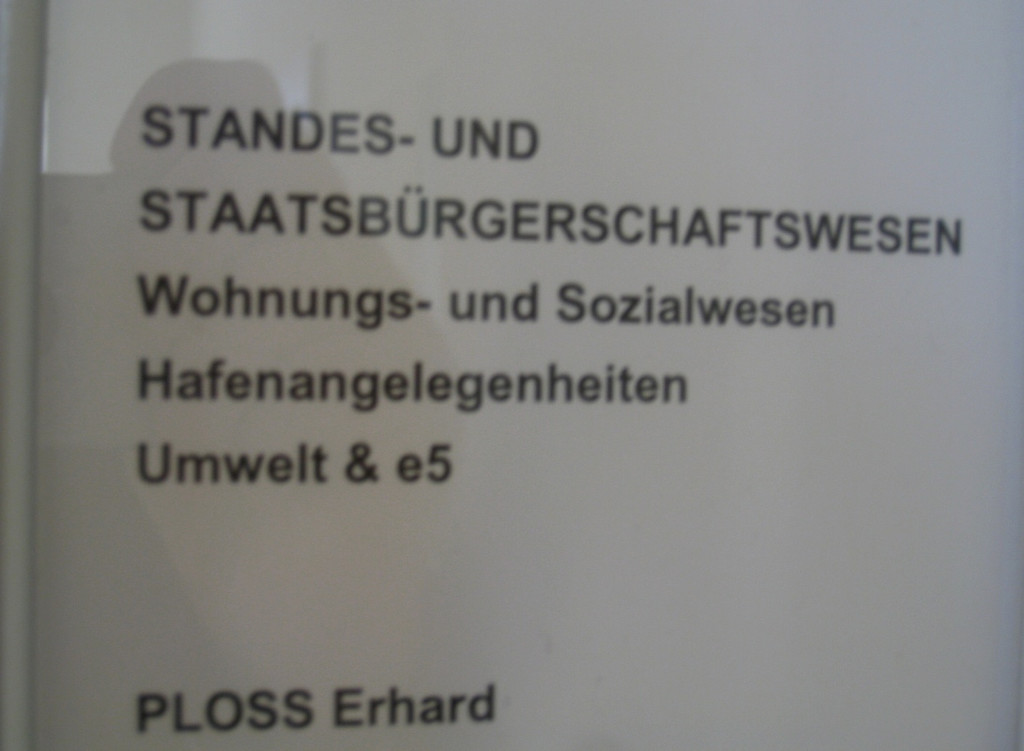 STANDES- UND
STAATSBÜRGERSCHAFTSWESEN
Wohnungs- und Sozialwesen
Hafenangelegenheiten
Umwelt & e5
PLOSS Erhard